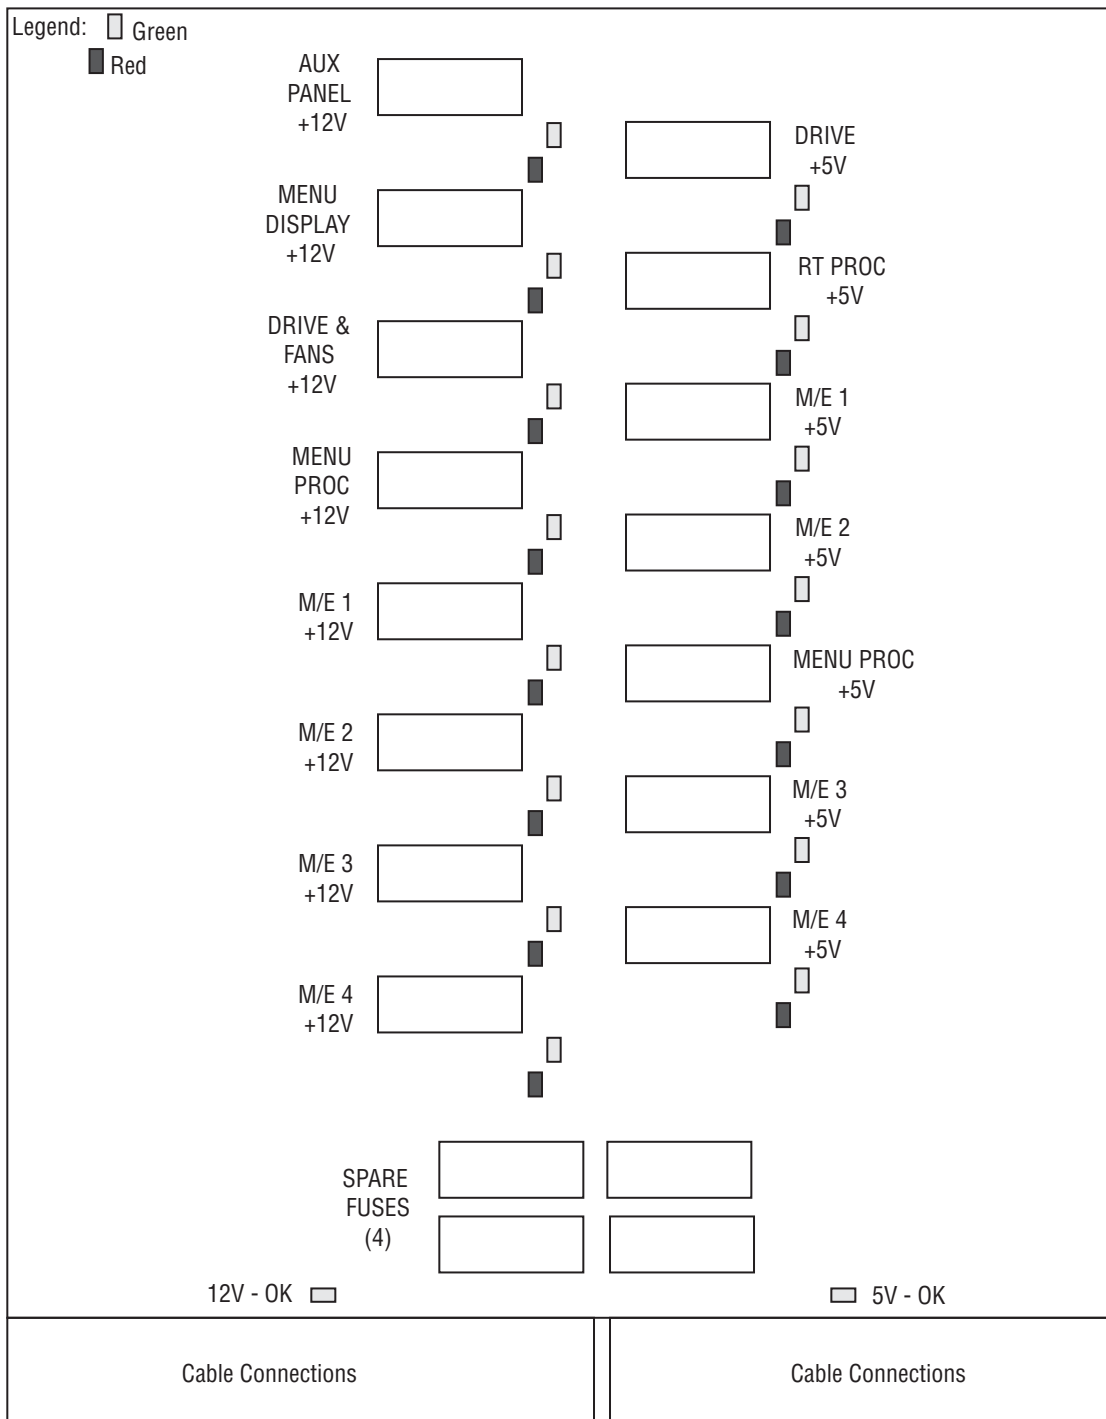 Legend: Green
Red
AUX
PANEL
+12V
MENU
DISPLAY
+12V
DRIVE &
FANS
+12V
MENU
PROC
+12V
M/E 1
+12V
M/E 2
+12V
M/E 3
+12V
M/E 4
+12V
DRIVE
+5V
RT PROC
+5V
M/E 1
+5V
M/E 2
+5V
MENU PROC
+5V
M/E 3
+5V
M/E 4
+5V
SPARE
FUSES
(4)
12V - OK
5V - OK
Cable Connections
Cable Connections